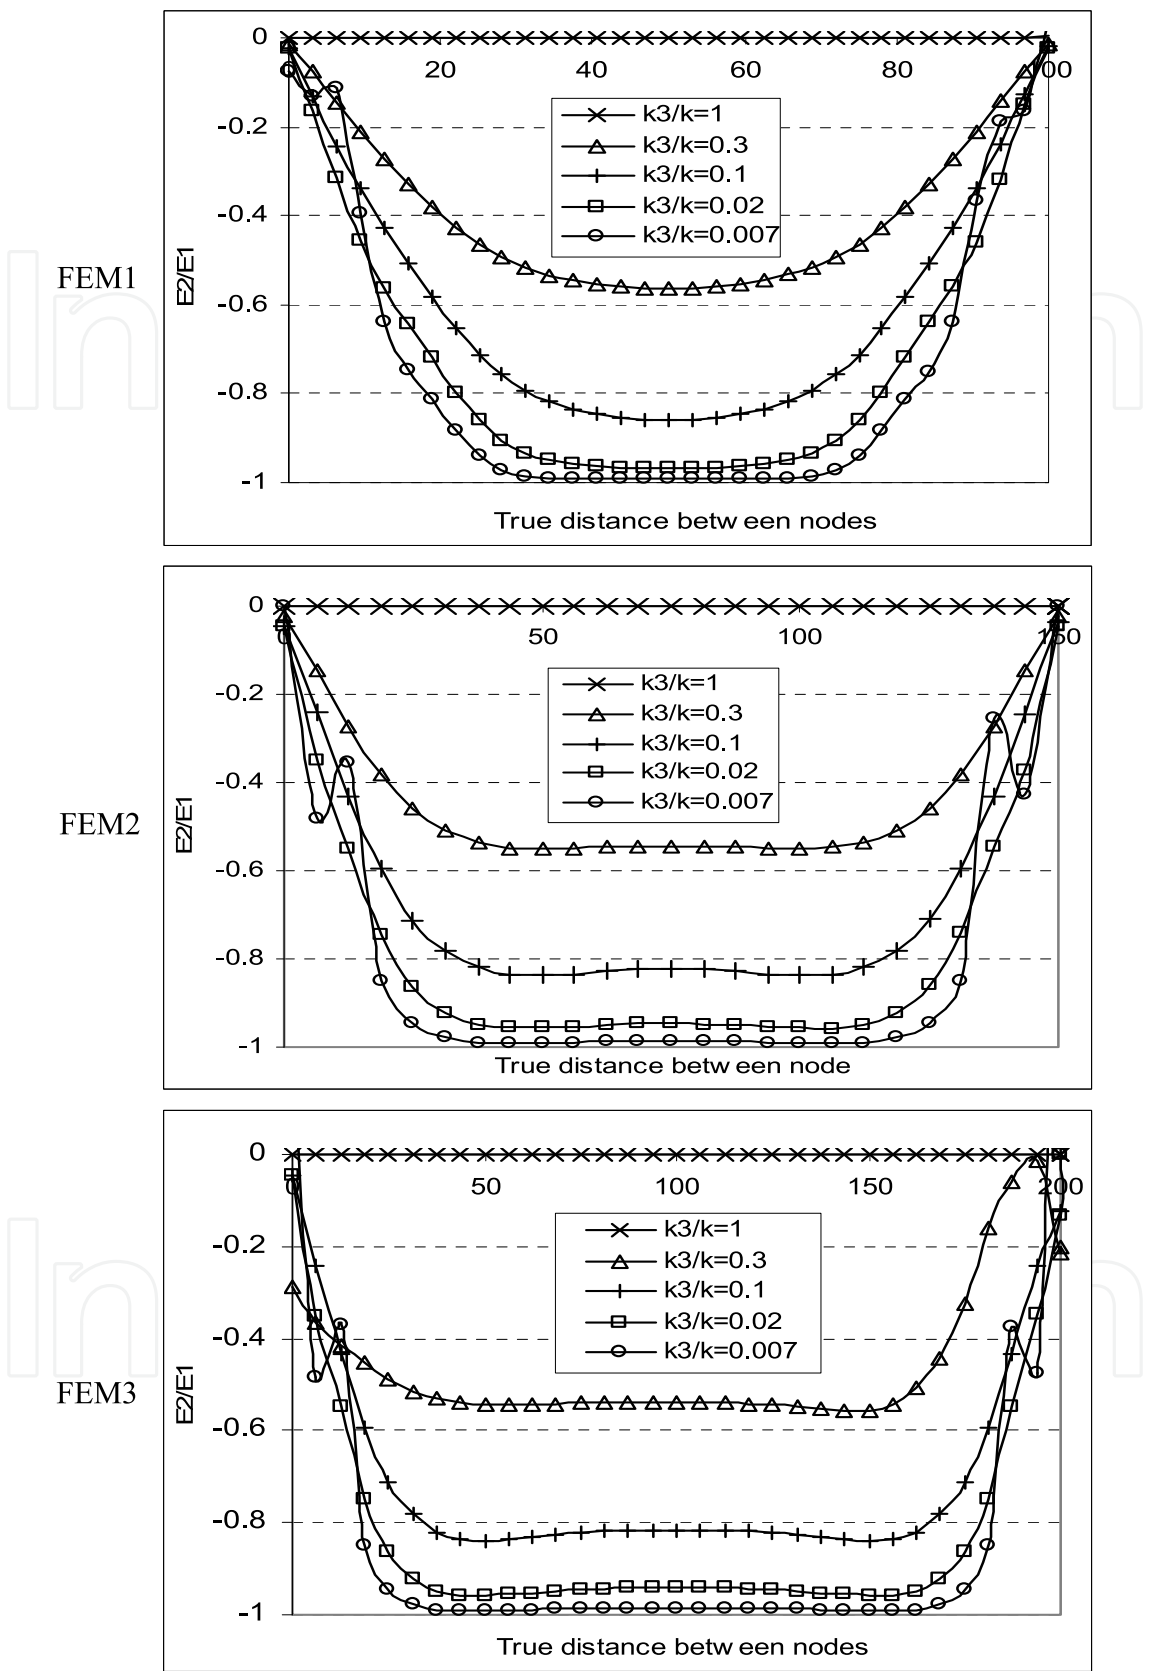 FEM1
E2/E1
0
-0.2
-0.4
-0.6
-0.8
-1
0
20
40
60
80
100
k3/k=1
k3/k=0.3
k3/k=0.1
k3/k=0.02
k3/k=0.007
True distance betw een nodes
FEM2
E2/E1
0
-0.2
-0.4
-0.6
-0.8
-1
0
50
100
150
k3/k=1
k3/k=0.3
k3/k=0.1
k3/k=0.02
k3/k=0.007
True distance betw een node
FEM3
E2/E1
0
-0.2
-0.4
-0.6
-0.8
-1
0
50
100
150
200
k3/k=1
k3/k=0.3
k3/k=0.1
k3/k=0.02
k3/k=0.007
True distance betw een nodes